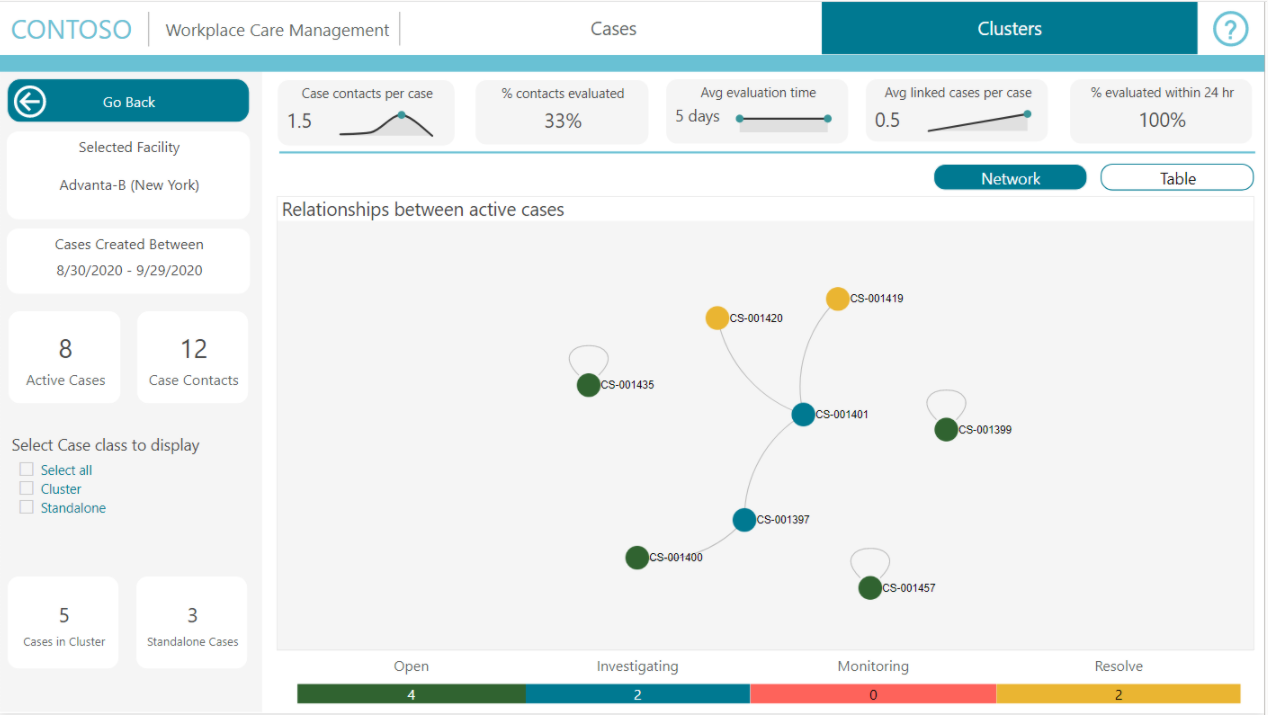 CONTOSO
Workplace Care Management
Cases
Clusters
?
Go Back
Selected Facility
Advanta-B (New York)
Cases Created Between
8/30/2020 - 9/29/2020
8
Active Cases
12
Case Contacts
Select Case class to display
Select all
Cluster
Standalone
5
Cases in Cluster
3
Standalone Cases
Case contacts per case
1.5
% contacts evaluated
33%
Avg evaluation time
5 days
Avg linked cases per case
0.5
% evaluated within 24 hr
100%
Network
Table
Relationships between active cases
CS-001419
CS-001420
CS-001435
CS-001401
CS-001399
CS-001397
CS-001400
CS-001457
Open
Investigating
Monitoring
Resolve
4
2
0
2